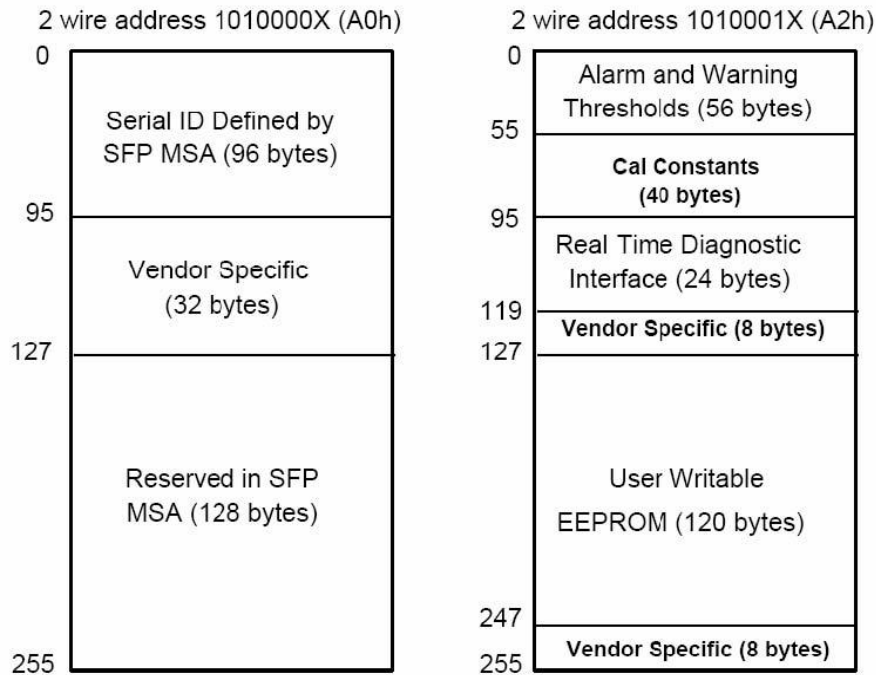 2 wire address 1010000X (A0h)
0
Serial ID Defined by
SFP MSA (96 bytes)
95
Vendor Specific
(32 bytes)
127
Reserved in SFP
MSA (128 bytes)
255
2 wire address 1010001X (A2h)
0
Alarm and Warning
Thresholds (56 bytes)
55
Cal Constants
(40 bytes)
95
Real Time Diagnostic
Interface (24 bytes)
119
Vendor Specific (8 bytes)
127
User Writable
EEPROM (120 bytes)
247
Vendor Specific (8 bytes)
255